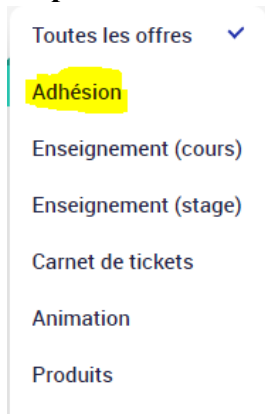 Toutes les offres
Adhésion
Enseignement (cours)
Enseignement (stage)
Carnet de tickets
Animation
Produits